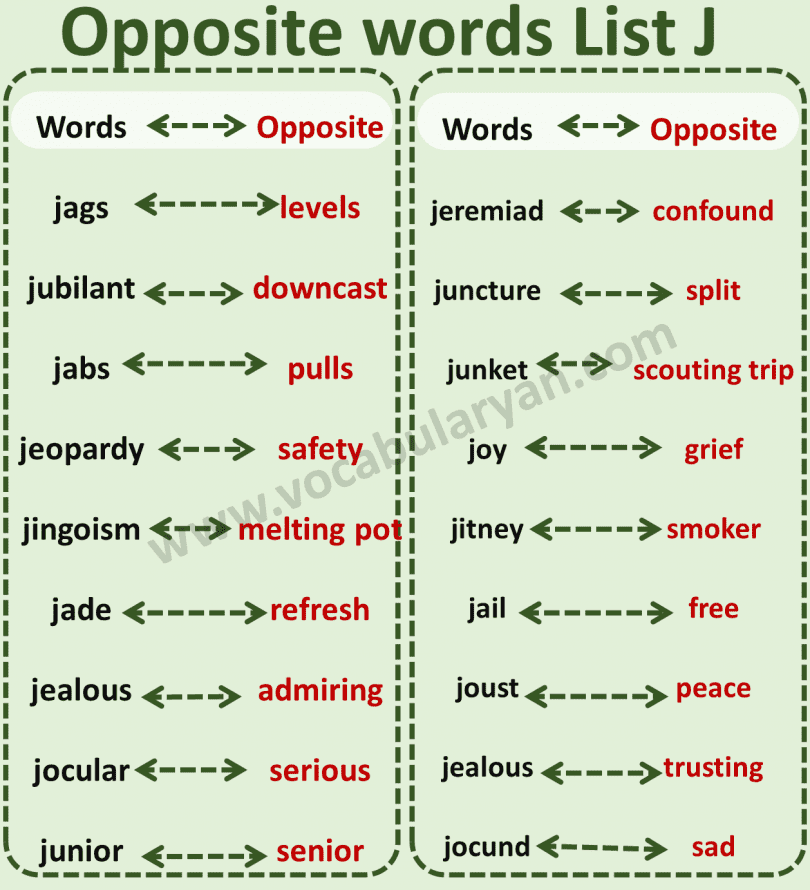 Opposite words List J
Words Opposite
jags levels
jubilant downcast
jabs pulls
jeopardy safety
jingoism melting pot
jade refresh
jealous admiring
jocular serious
junior senior
Words Opposite
jeremiad confound
juncture split
junket scouting trip
joy grief
jitney smoker
jail free
joust peace
jealous trusting
jocund sad
www.vocabularyan.com